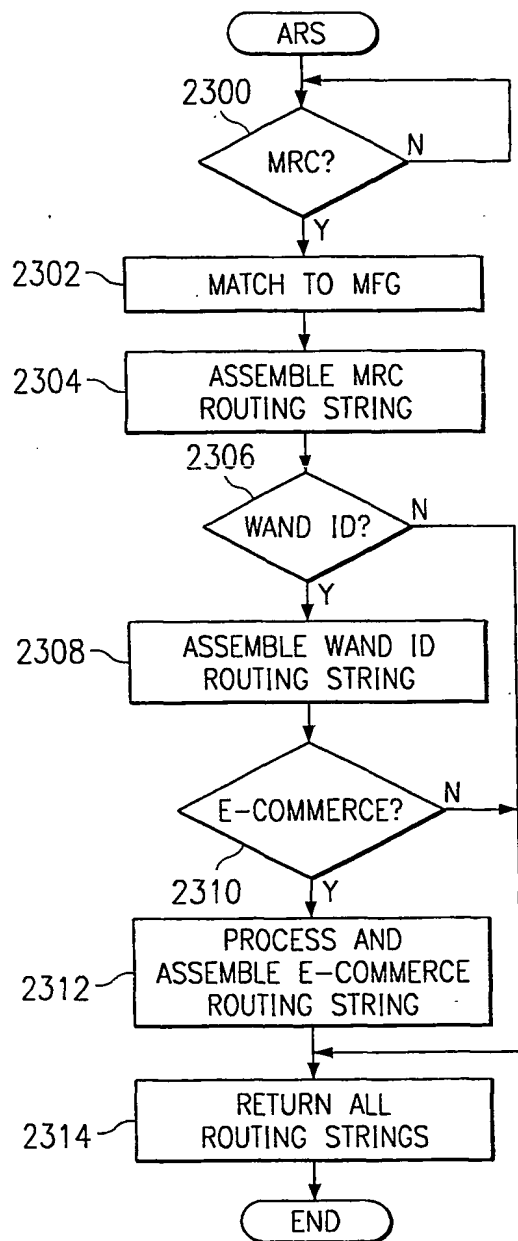 ARS
2300
MRC?
N
Y
2302
MATCH TO MFG
2304
ASSEMBLE MRC
ROUTING STRING
2306
WAND ID?
N
Y
2308
ASSEMBLE WAND ID
ROUTING STRING
E-COMMERCE?
N
2310
Y
2312
PROCESS AND
ASSEMBLE E-COMMERCE
ROUTING STRING
2314
RETURN ALL
ROUTING STRINGS
END